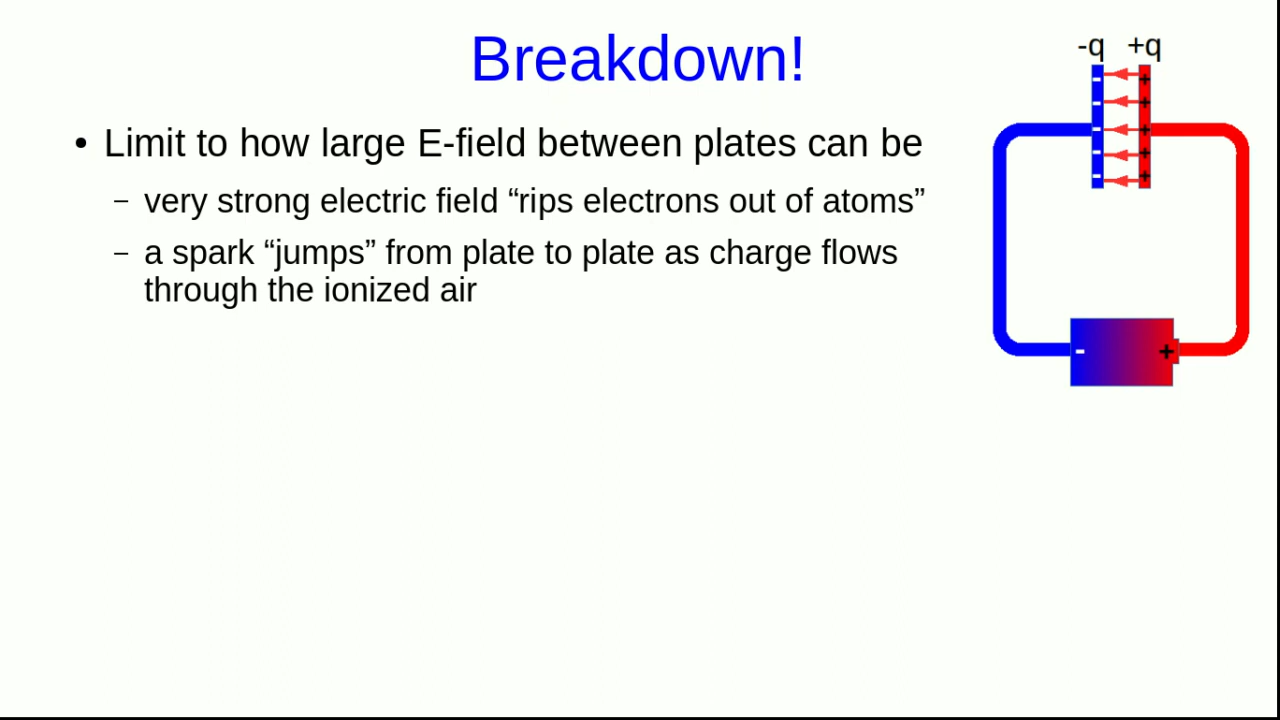 Breakdown!
-q +q
• Limit to how large E-field between plates can be
– very strong electric field “rips electrons out of atoms”
– a spark “jumps” from plate to plate as charge flows
through the ionized air
- +
- +
- +
- +
- +
- +